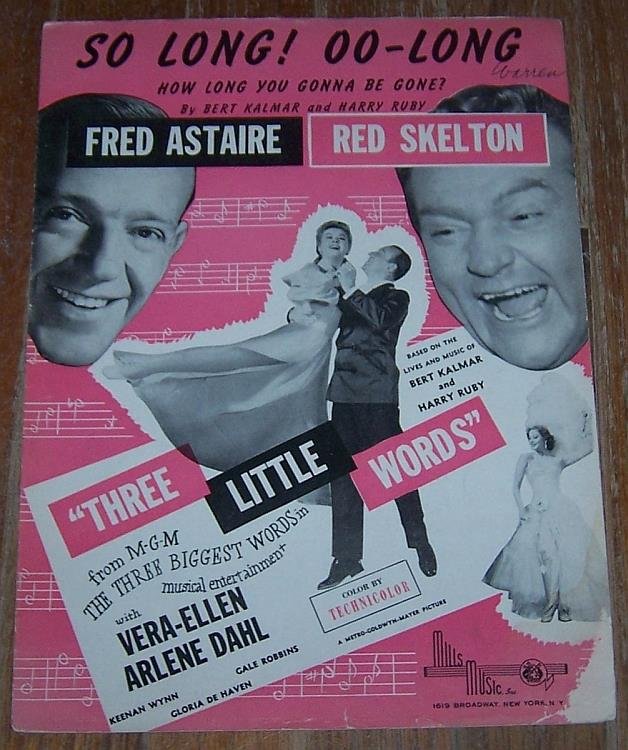 SO LONG! OO-LONG
Warren
HOW LONG YOU GONNA BE GONE?
By BERT KALMAR and HARRY RUBY
FRED ASTAIRE
RED SKELTON
BASED ON THE
LIVES AND MUSIC OF
BERT KALMAR
and
HARRY RUBY
"THREE
LITTLE
WORDS"
from M-G-M
THE THREE BIGGEST WORDS in
musical entertainment
with
VERA-ELLEN
ARLENE DAHL
KEENAN WYNN
GALE ROBBINS
GLORIA DE HAVEN
COLOR BY
TECHNICOLOR
A METRO-GOLDWYN-MAYER PICTURE
Mills
Music, Inc.
1619 BROADWAY, NEW YORK, N.Y.